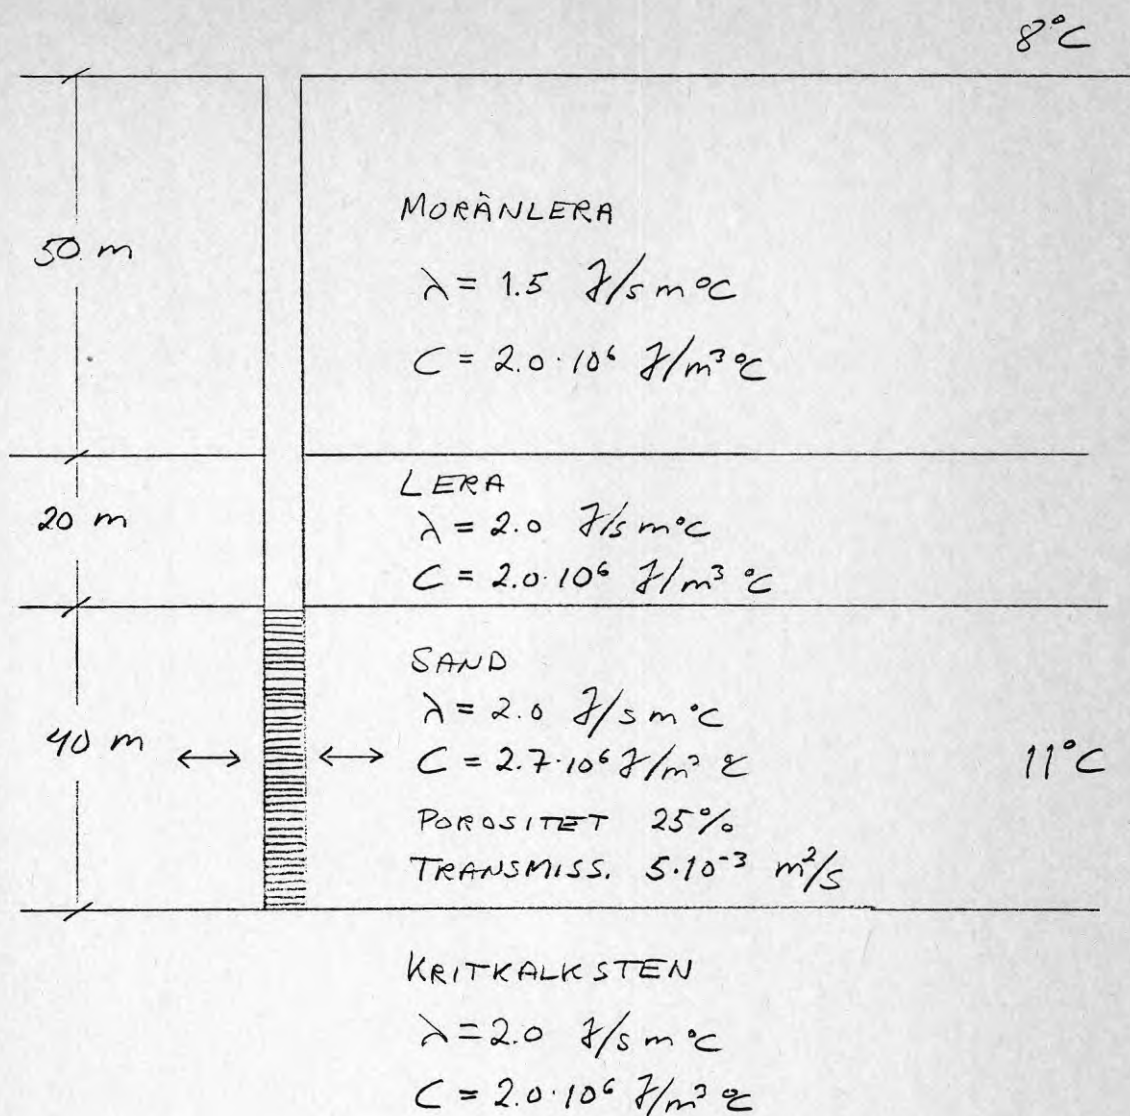 8°C
50 m
MORÄNLERA
λ = 1.5 J/s m °C
C = 2.0·10⁶ J/m³ °C
20 m
LERA
λ = 2.0 J/s m °C
C = 2.0·10⁶ J/m³ °C
40 m
SAND
λ = 2.0 J/s m °C
C = 2.7·10⁶ J/m³ °C
11°C
POROSITET 25%
TRANSMISS. 5·10⁻³ m²/s
KRITKALKSTEN
λ = 2.0 J/s m °C
C = 2.0·10⁶ J/m³ °C